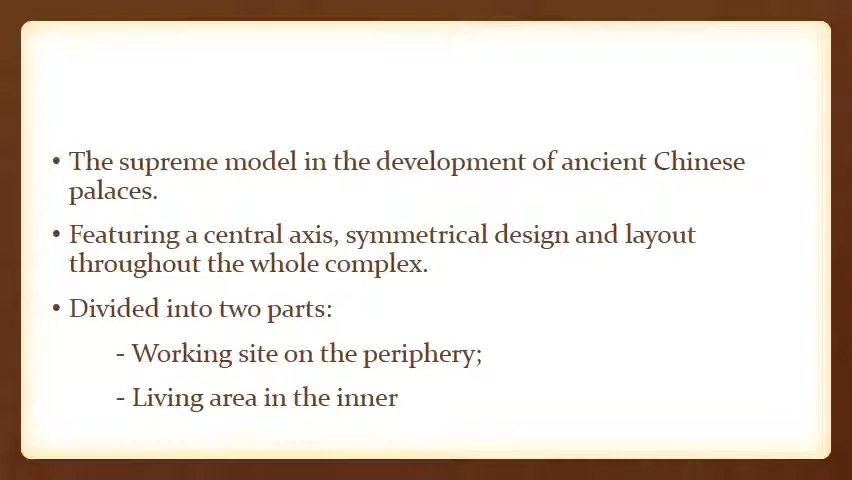 • The supreme model in the development of ancient Chinese
palaces.
• Featuring a central axis, symmetrical design and layout
throughout the whole complex.
• Divided into two parts:
- Working site on the periphery;
- Living area in the inner